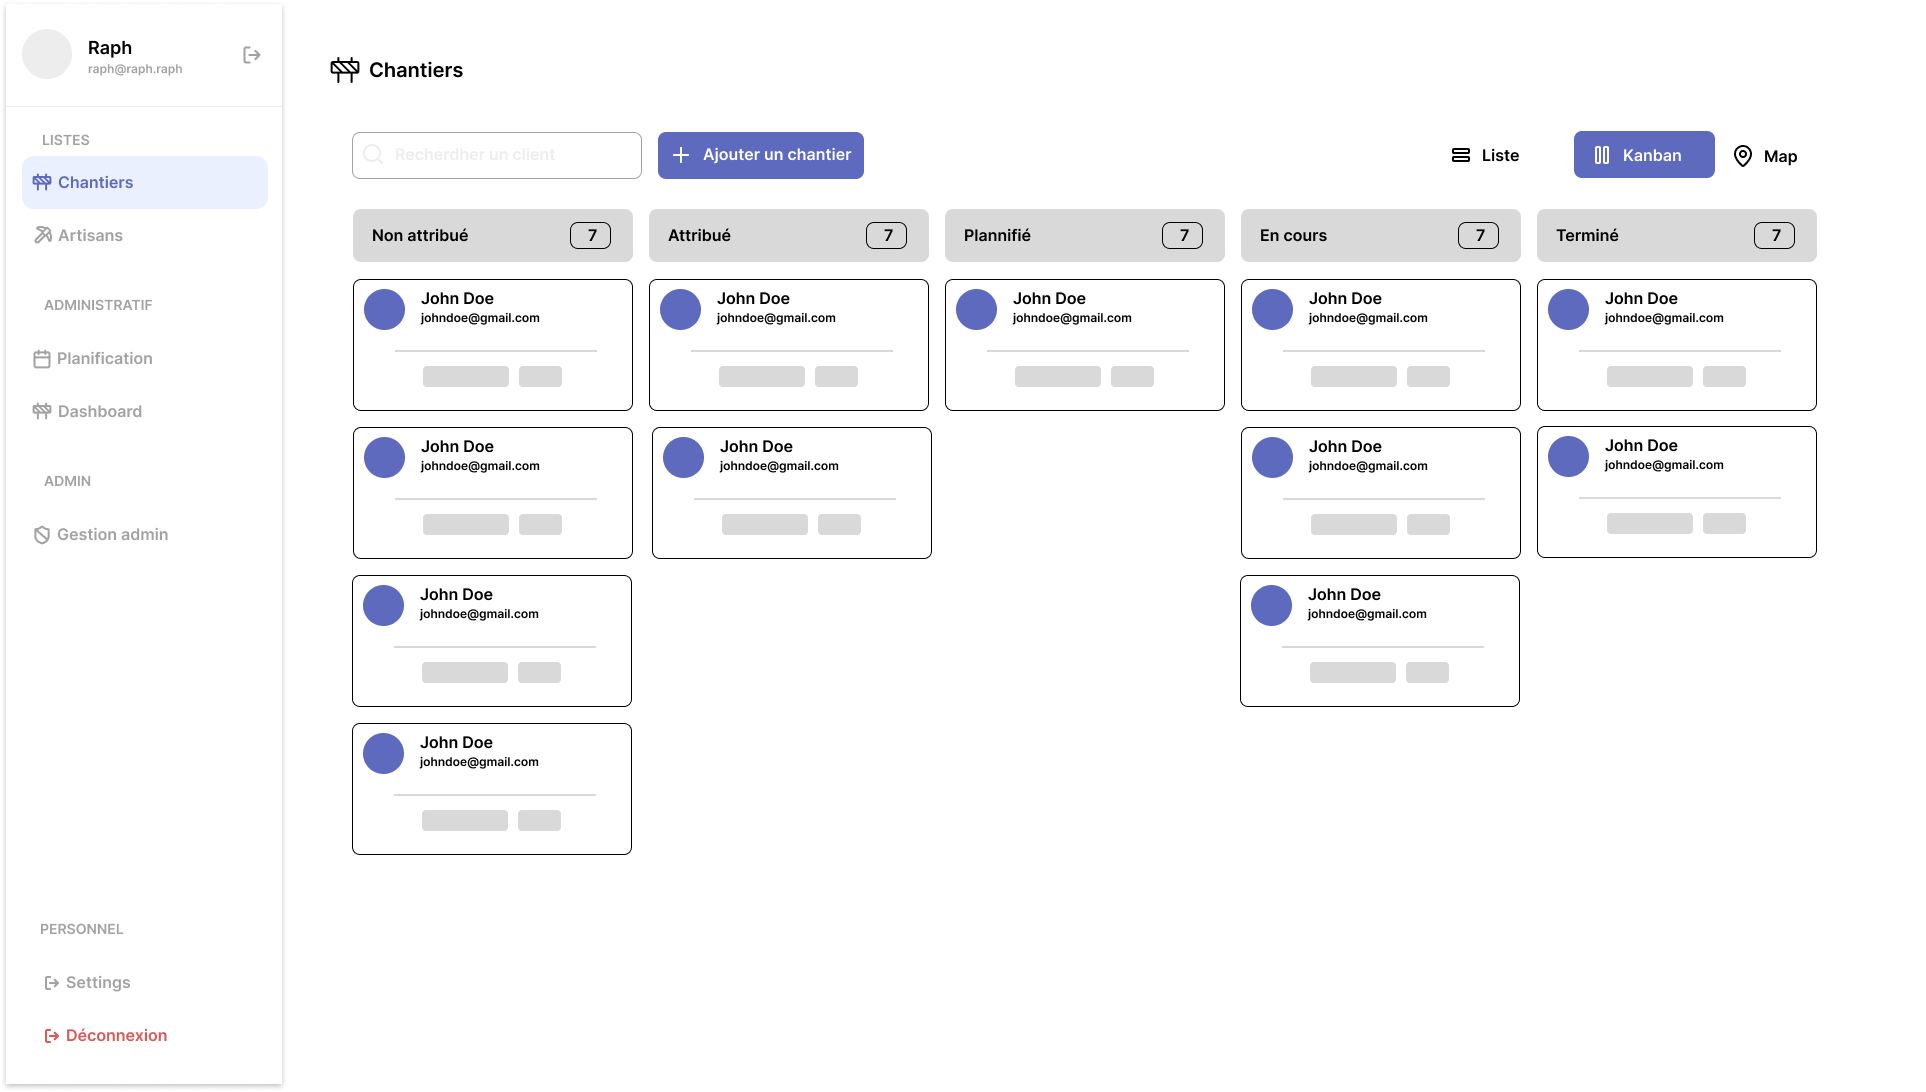 Raph
raph@raph.raph
LISTES
Chantiers
Artisans
ADMINISTRATIF
Planification
Dashboard
ADMIN
Gestion admin
PERSONNEL
Settings
Déconnexion
Chantiers
Recherdher un client
Ajouter un chantier
Liste
Kanban
Map
Non attribué 7
Attribué 7
Plannifié 7
En cours 7
Terminé 7
John Doe
johndoe@gmail.com
John Doe
johndoe@gmail.com
John Doe
johndoe@gmail.com
John Doe
johndoe@gmail.com
John Doe
johndoe@gmail.com
John Doe
johndoe@gmail.com
John Doe
johndoe@gmail.com
John Doe
johndoe@gmail.com
John Doe
johndoe@gmail.com
John Doe
johndoe@gmail.com
John Doe
johndoe@gmail.com
John Doe
johndoe@gmail.com